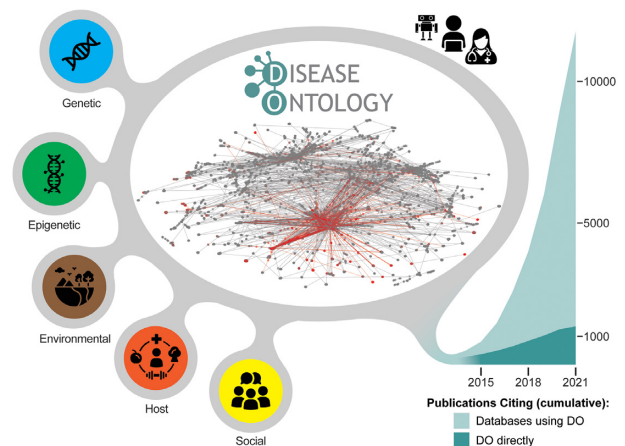 DISEASE
ONTOLOGY
Genetic
Epigenetic
Environmental
Host
Social
10000
5000
1000
2015
2018
2021
Publications Citing (cumulative):
Databases using DO
DO directly